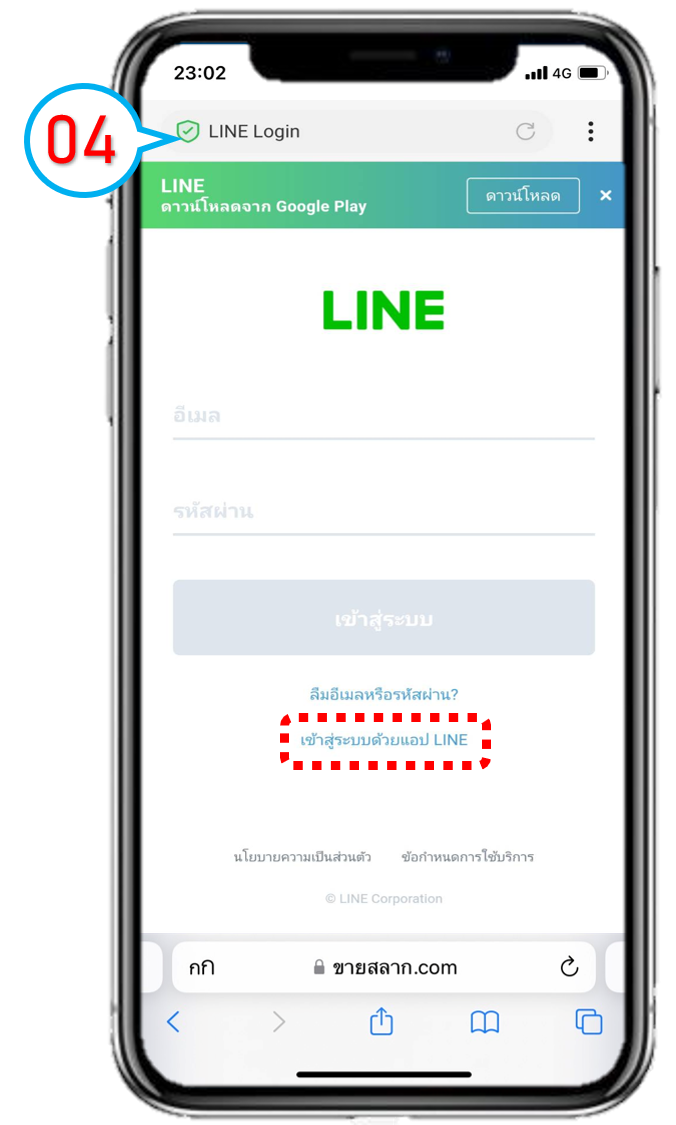 23:02
4G
04
LINE Login
LINE
ดาวน์โหลดจาก Google Play
ดาวน์โหลด
×
LINE
อีเมล
รหัสผ่าน
เข้าสู่ระบบ
ลืมอีเมลหรือรหัสผ่าน?
เข้าสู่ระบบด้วยแอป LINE
นโยบายความเป็นส่วนตัว ข้อกำหนดการใช้บริการ
© LINE Corporation
กก ขายสลาก.com